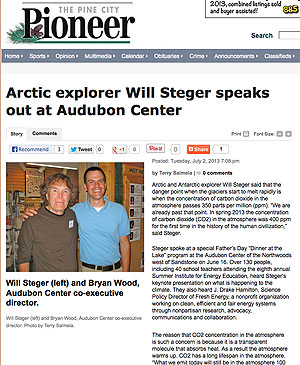 2013, combined listings sold
and buyer assisted!
THE PINE CITY
Pioneer
Search
Home Sports Opinion Multimedia Calendar Obituaries Crime Announcements Classifieds
Arctic explorer Will Steger speaks
out at Audubon Center
Story Comments
Print Font Size:
Recommend 3 Tweet 0 +1 0 Pin it 0 Share 1
Posted: Tuesday, July 2, 2013 7:08 pm
by Terry Salmela | 0 comments
Arctic and Antarctic explorer Will Steger said that the
danger point when the glaciers start to melt rapidly is
when the concentration of carbon dioxide in the
atmosphere passes 350 parts per million (ppm). "We are
already past that point. In spring 2013 the concentration
of carbon dioxide (CO2) in the atmosphere was 400 ppm
for the first time in the history of the human civilization,"
said Steger.
Steger spoke at a special Father's Day "Dinner at the
Lake" program at the Audubon Center of the Northwoods
west of Sandstone on June 16. Over 130 people,
including 40 school teachers attending the eighth annual
Summer Institute for Energy Education, heard Steger's
keynote presentation on what is happening to the
climate. They also heard J. Drake Hamilton, Science
Policy Director of Fresh Energy, a nonprofit organization
working on clean, efficient and fair energy systems
through nonpartisan research, advocacy,
communications and collaboration.
The reason that CO2 concentration in the atmosphere
is such a concern is because it is a transparent
molecule that absorbs heat. As a result the atmosphere
warms up. CO2 has a long lifespan in the atmosphere.
"What we emit today will still be in the atmosphere 100
Will Steger (left) and Bryan Wood,
Audubon Center co-executive
director.
Will Steger (left) and Bryan Wood, Audubon Center co-executive
director. Photo by Terry Salmela.